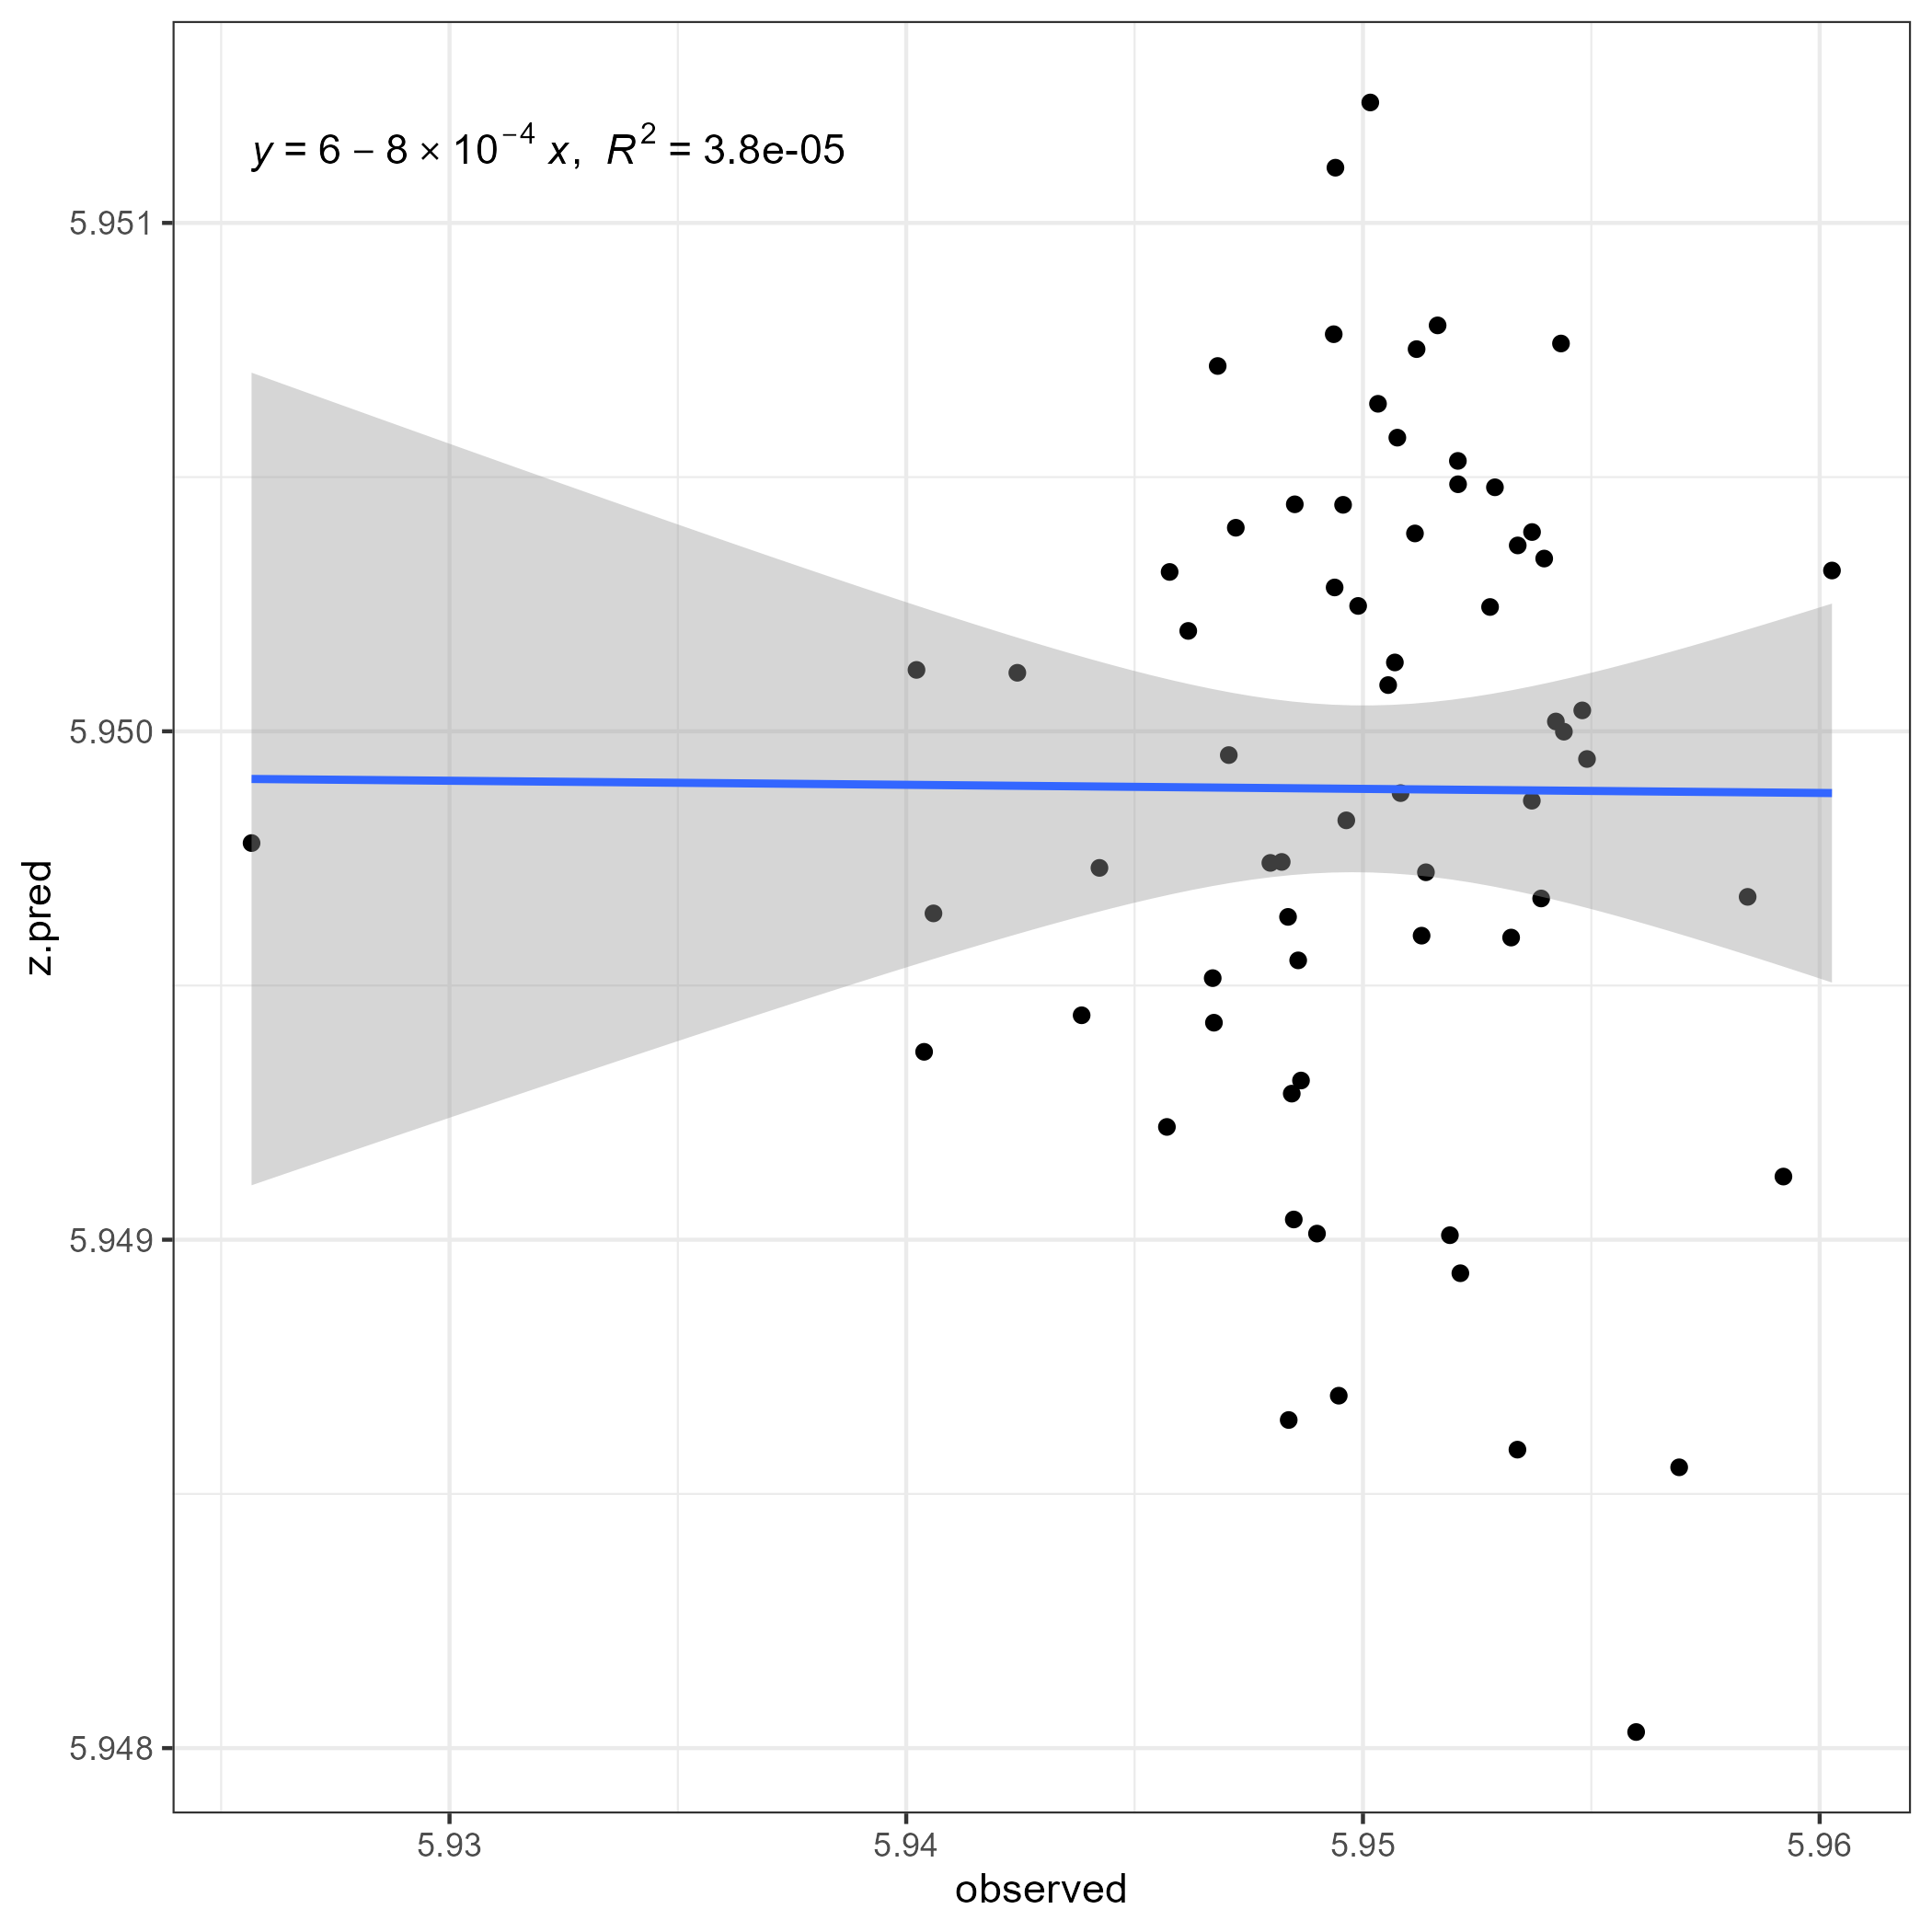 y = 6 − 8 × 10⁻⁴ x, R² = 3.8e-05
5.951
5.950
5.949
5.948
z.pred
5.93 5.94 5.95 5.96
observed